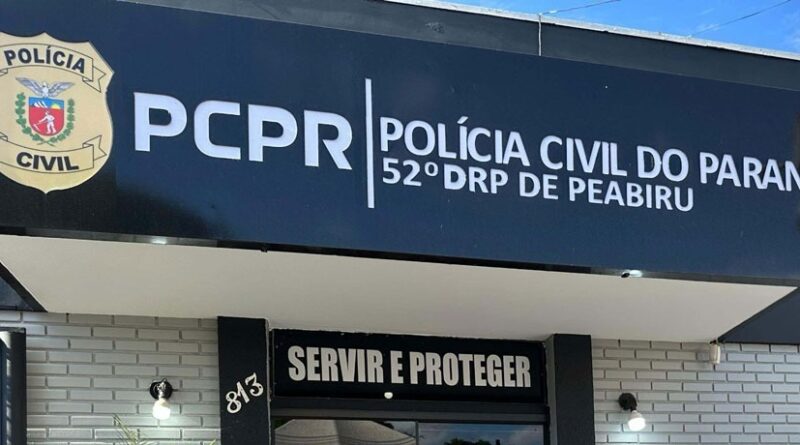 POLÍCIA
CIVIL
PCPR
POLÍCIA CIVIL DO PARAN
52º DRP DE PEABIRU
SERVIR E PROTEGER
813